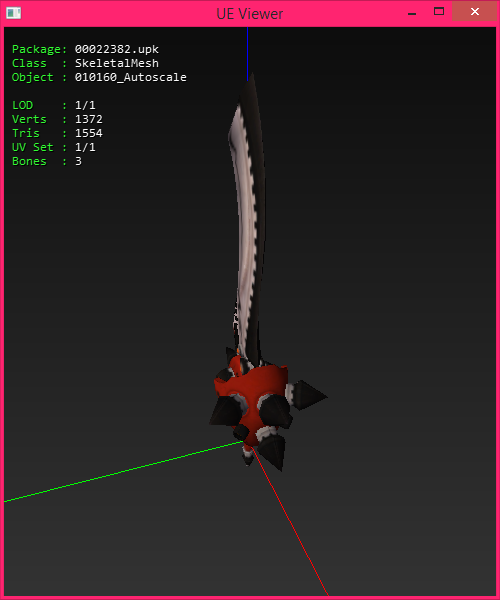 UE Viewer
Package: 00022382.upk
Class : SkeletalMesh
Object : 010160_Autoscale
LOD : 1/1
Verts : 1372
Tris : 1554
UV Set : 1/1
Bones : 3